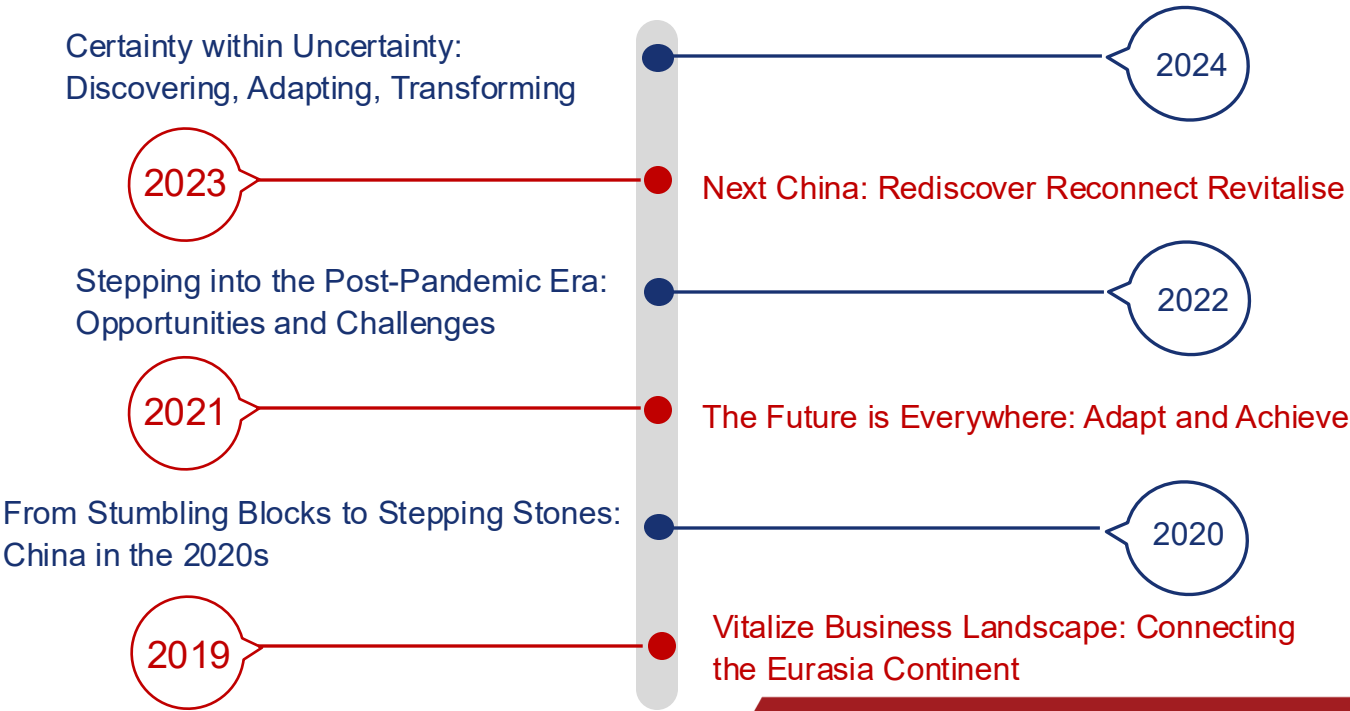 Certainty within Uncertainty:
Discovering, Adapting, Transforming
2024
2023
Next China: Rediscover Reconnect Revitalise
Stepping into the Post-Pandemic Era:
Opportunities and Challenges
2022
2021
The Future is Everywhere: Adapt and Achieve
From Stumbling Blocks to Stepping Stones:
China in the 2020s
2020
2019
Vitalize Business Landscape: Connecting
the Eurasia Continent